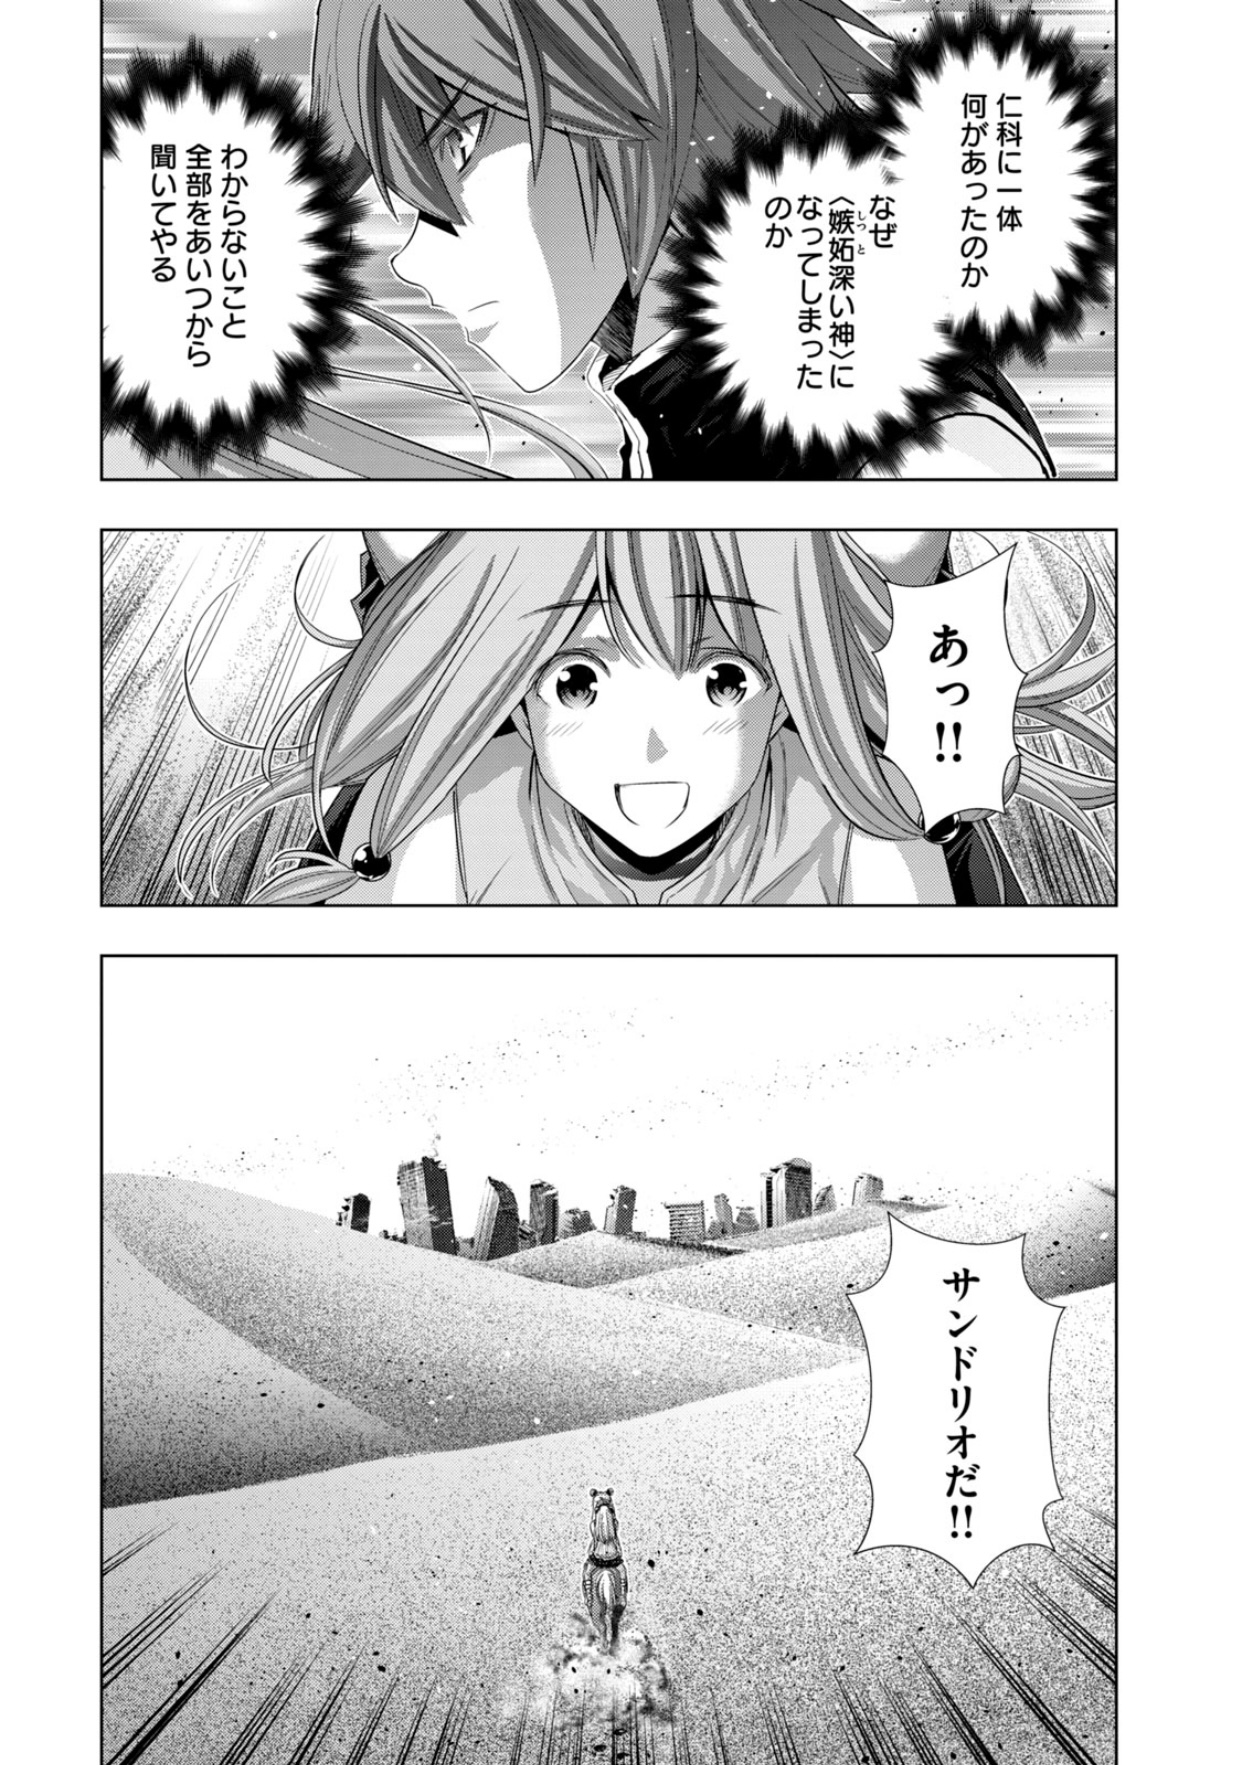 仁科に一体
何があったのか
なぜ
〈嫉妬深い神〉に
しっと
なってしまった
のか
わからないこと
全部をあいつから
聞いてやる
あっ!!
サンドリオだ!!